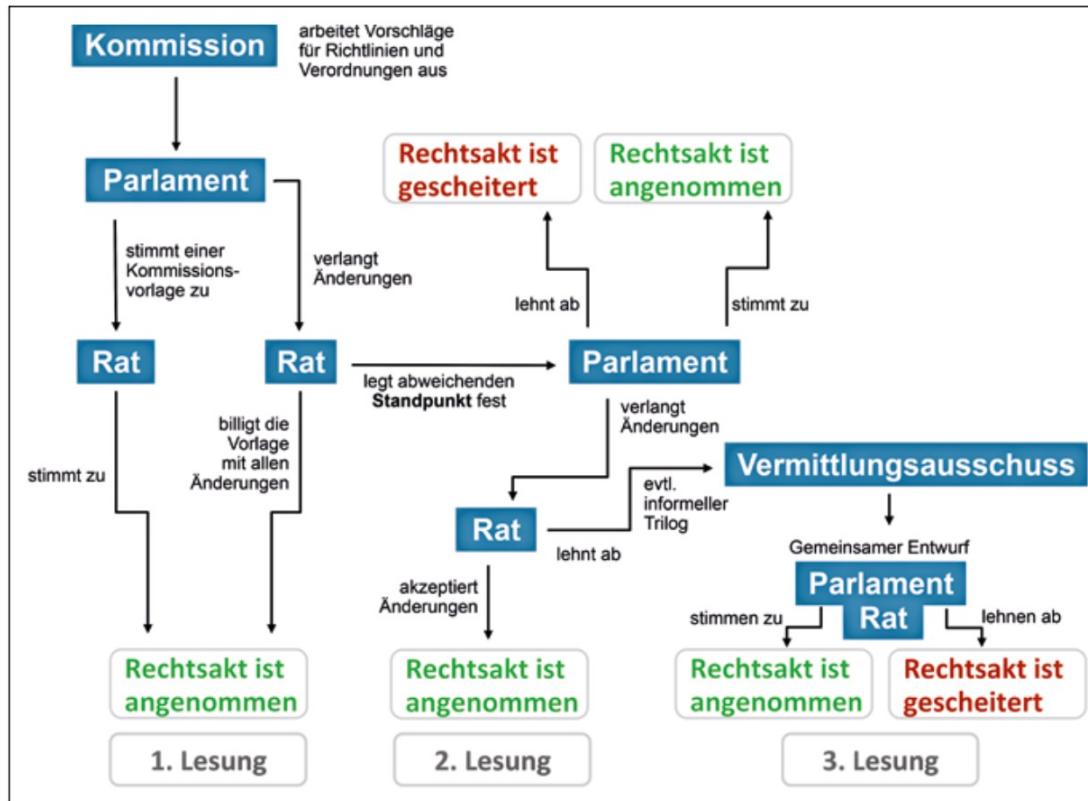 Kommission
arbeitet Vorschläge
für Richtlinien und
Verordnungen aus
Parlament
stimmt einer
Kommissions-
vorlage zu
verlangt
Änderungen
Rechtsakt ist
gescheitert
Rechtsakt ist
angenommen
lehnt ab
stimmt zu
Rat
Rat
legt abweichenden
Standpunkt fest
Parlament
stimmt zu
billigt die
Vorlage
mit allen
Änderungen
verlangt
Änderungen
Rat
evtl.
informeller
Trilog
lehnt ab
Vermittlungsausschuss
akzeptiert
Änderungen
Gemeinsamer Entwurf
Parlament
Rat
stimmen zu
lehnen ab
Rechtsakt ist
angenommen
Rechtsakt ist
angenommen
Rechtsakt ist
angenommen
Rechtsakt ist
gescheitert
1. Lesung
2. Lesung
3. Lesung